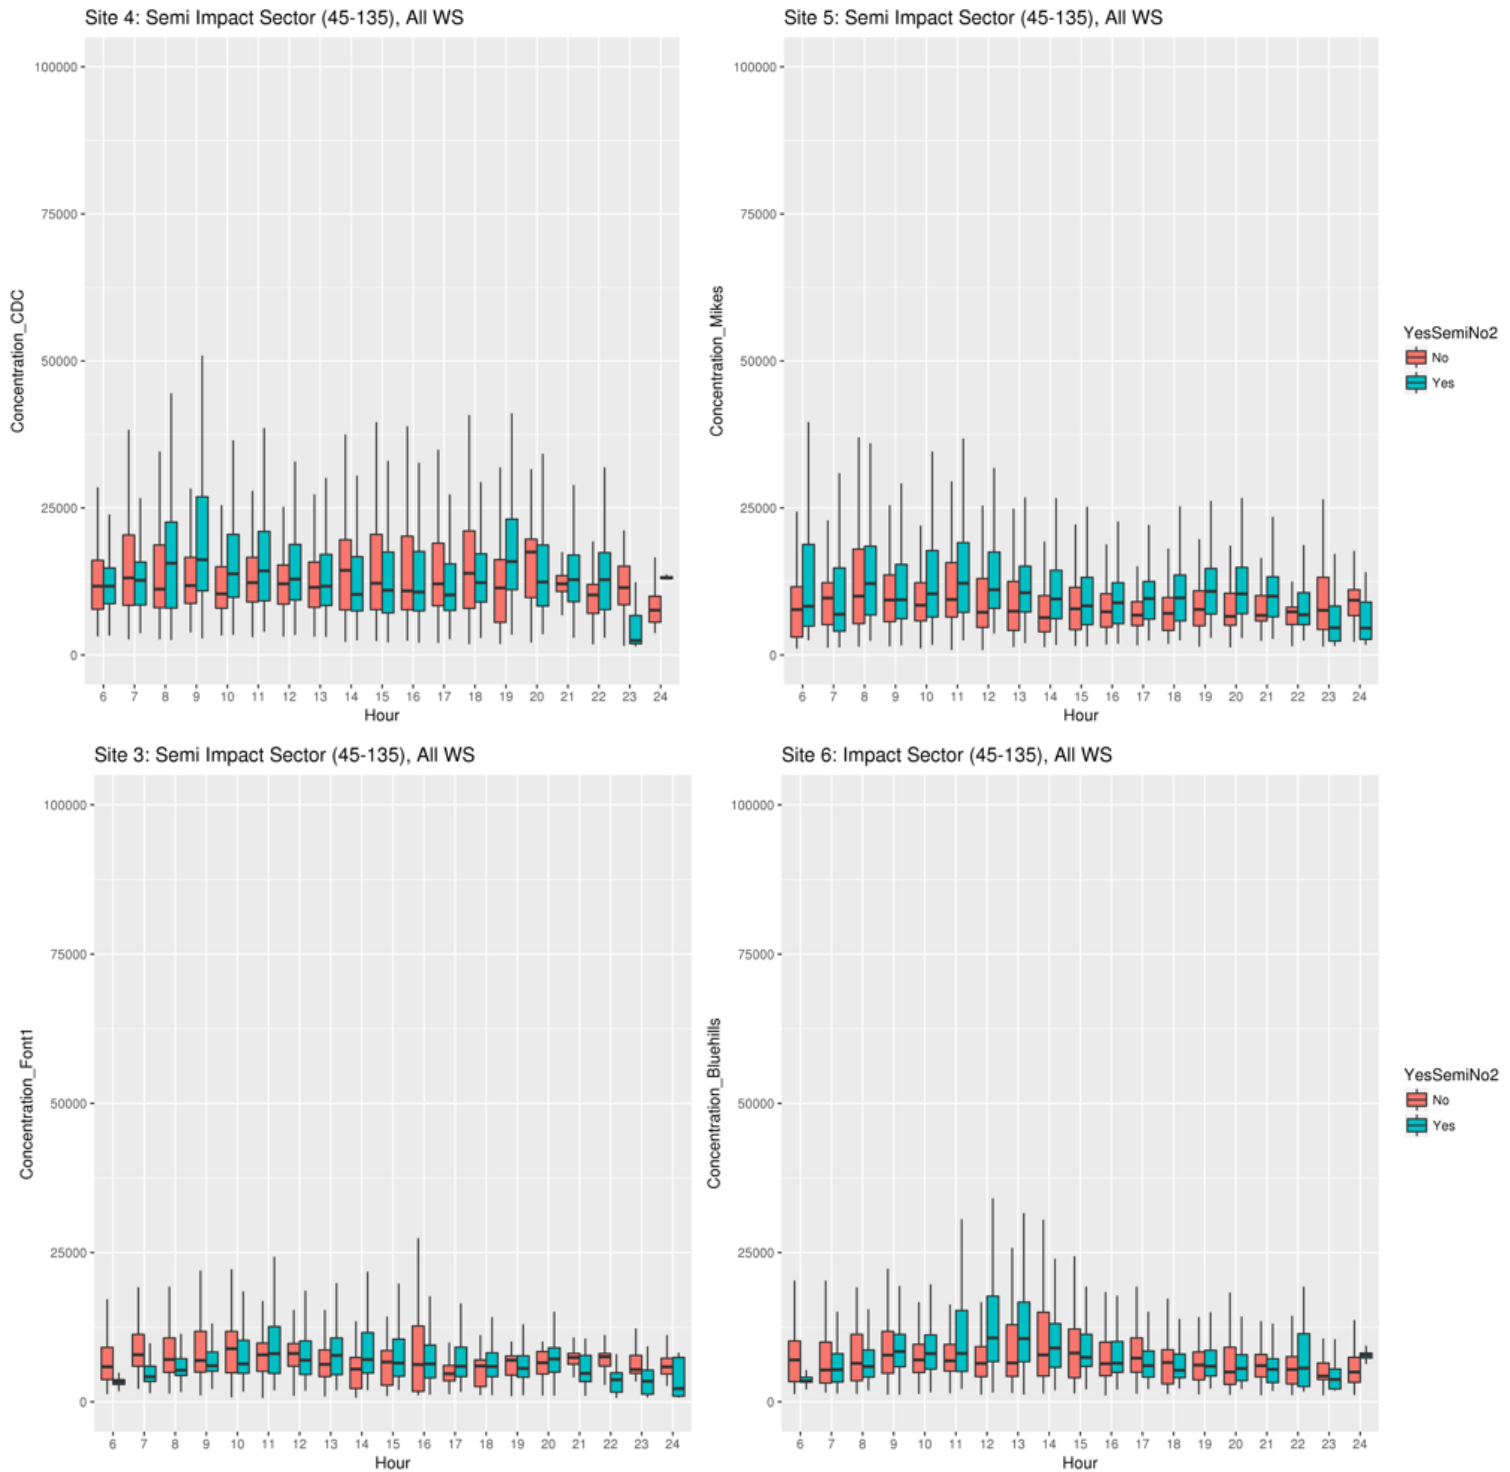 Site 4: Semi Impact Sector (45-135), All WS
100000
75000
50000
25000
0
Concentration_CDC
6 7 8 9 10 11 12 13 14 15 16 17 18 19 20 21 22 23 24
Hour
Site 5: Semi Impact Sector (45-135), All WS
100000
75000
50000
25000
0
Concentration_Mikes
6 7 8 9 10 11 12 13 14 15 16 17 18 19 20 21 22 23 24
Hour
YesSemiNo2
No
Yes
Site 3: Semi Impact Sector (45-135), All WS
100000
75000
50000
25000
0
Concentration_Font1
6 7 8 9 10 11 12 13 14 15 16 17 18 19 20 21 22 23 24
Hour
Site 6: Impact Sector (45-135), All WS
100000
75000
50000
25000
0
Concentration_Bluehills
6 7 8 9 10 11 12 13 14 15 16 17 18 19 20 21 22 23 24
Hour
YesSemiNo2
No
Yes